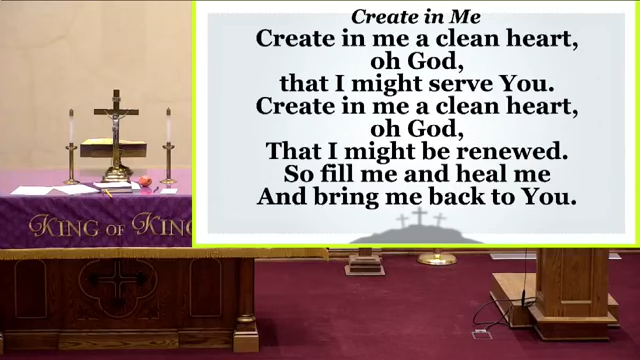 Create in Me
Create in me a clean heart,
oh God,
that I might serve You.
Create in me a clean heart,
oh God,
That I might be renewed.
So fill me and heal me
And bring me back to You.
KING OF KING